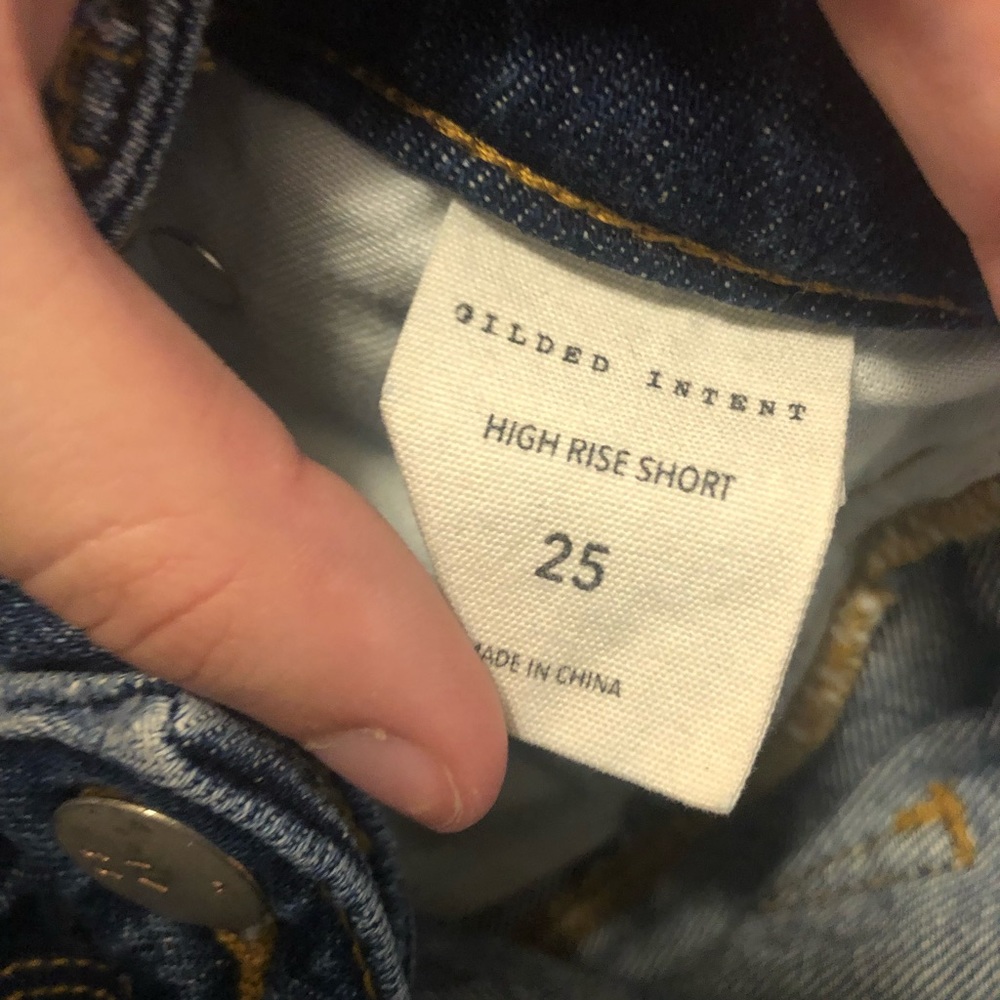 GILDED INTENT
HIGH RISE SHORT
25
MADE IN CHINA